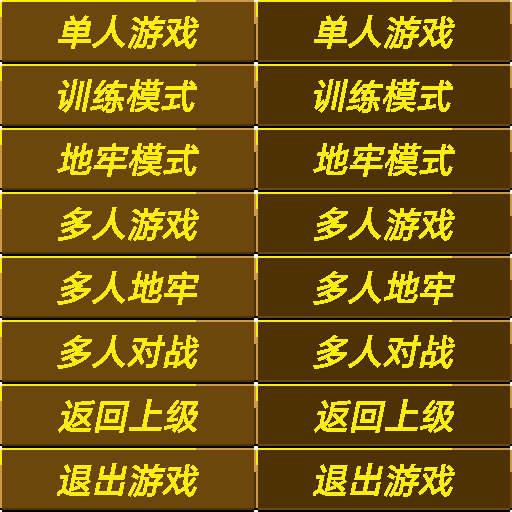 单人游戏 单人游戏
训练模式 训练模式
地牢模式 地牢模式
多人游戏 多人游戏
多人地牢 多人地牢
多人对战 多人对战
返回上级 返回上级
退出游戏 退出游戏